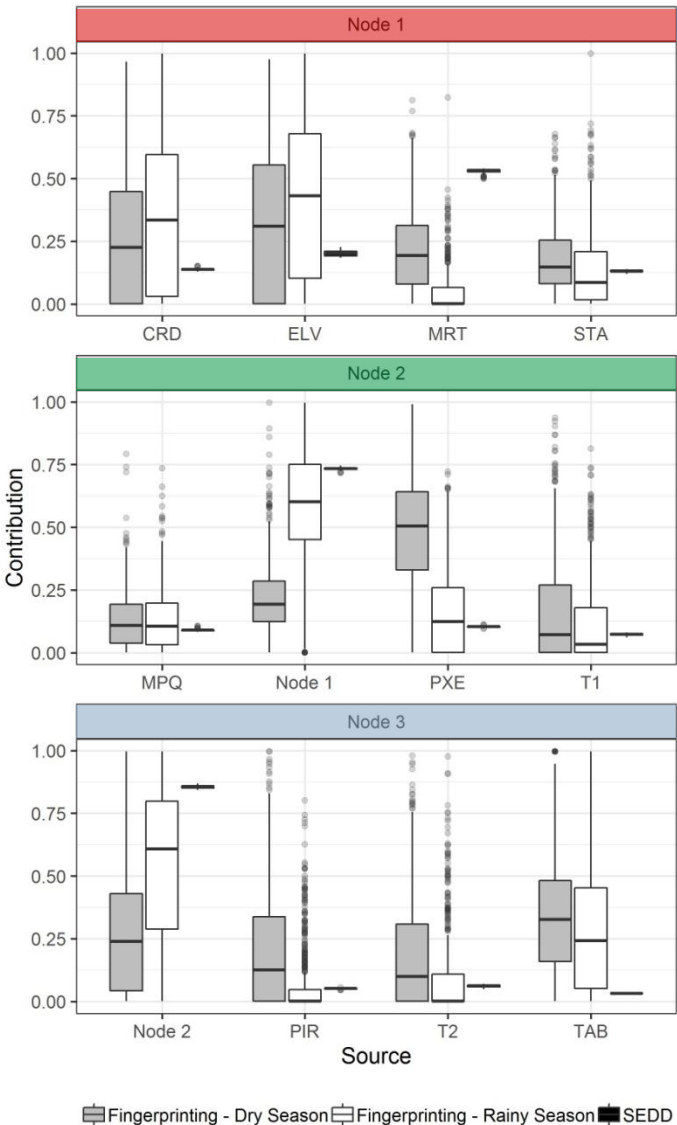 Node 1
1.00
0.75
0.50
0.25
0.00
CRD ELV MRT STA
Node 2
1.00
0.75
0.50
0.25
0.00
MPQ Node 1 PXE T1
Contribution
Node 3
1.00
0.75
0.50
0.25
0.00
Node 2 PIR T2 TAB
Source
Fingerprinting - Dry Season Fingerprinting - Rainy Season SEDD